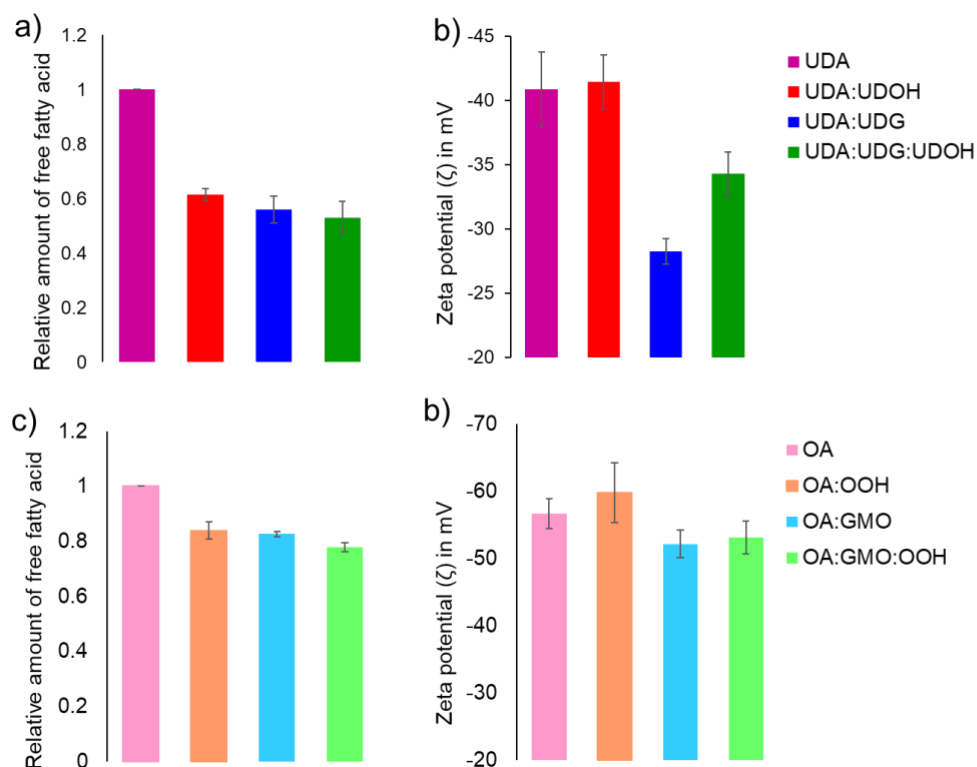 a)
Relative amount of free fatty acid
1.2
1
0.8
0.6
0.4
0.2
0
b)
Zeta potential (ζ) in mV
-45
-40
-35
-30
-25
-20
UDA
UDA:UDOH
UDA:UDG
UDA:UDG:UDOH
c)
Relative amount of free fatty acid
1.2
1
0.8
0.6
0.4
0.2
0
b)
Zeta potential (ζ) in mV
-70
-60
-50
-40
-30
-20
OA
OA:OOH
OA:GMO
OA:GMO:OOH